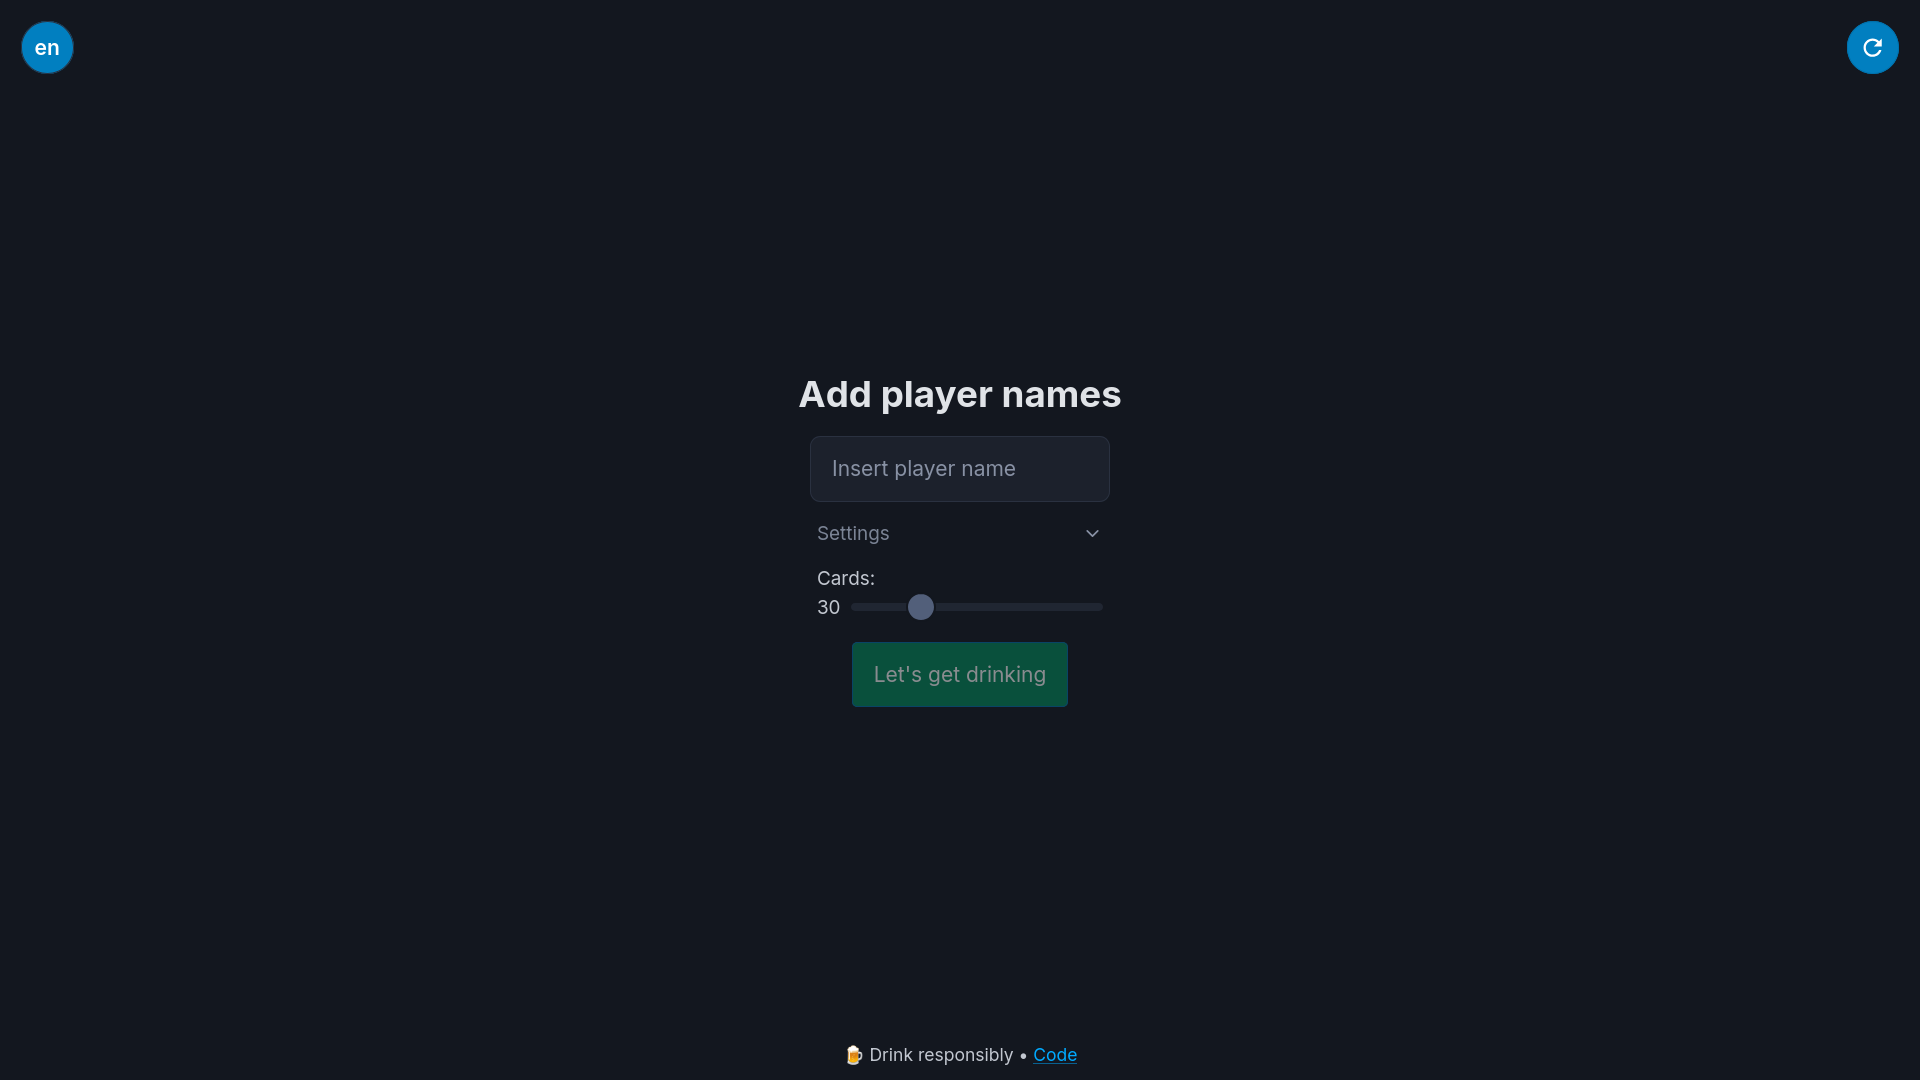 en
Add player names
Insert player name
Settings
Cards:
30
Let's get drinking
🍺 Drink responsibly • Code